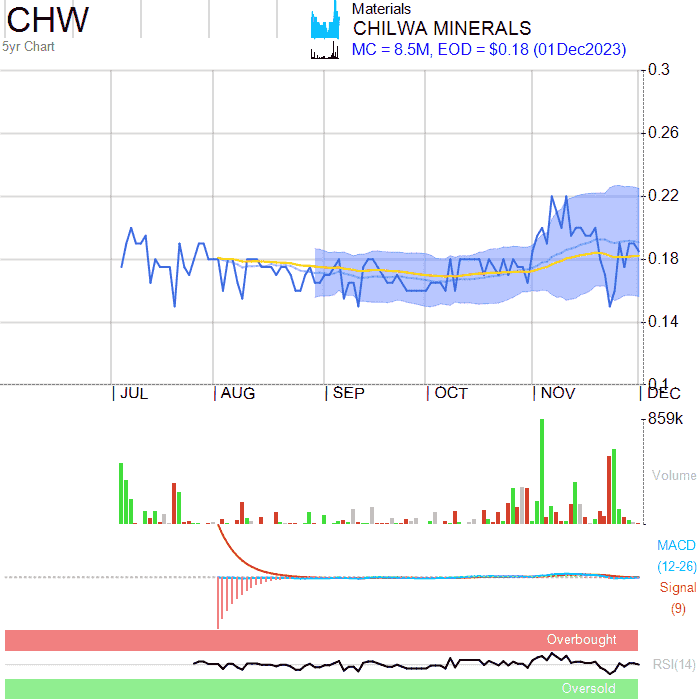 CHW
5yr Chart
Materials
CHILWA MINERALS
MC = 8.5M, EOD = $0.18 (01Dec2023)
0.3
0.26
0.22
0.18
0.14
0.1
JUL AUG SEP OCT NOV DEC
859k
Volume
MACD
(12-26)
Signal
(9)
Overbought
RSI(14)
Oversold